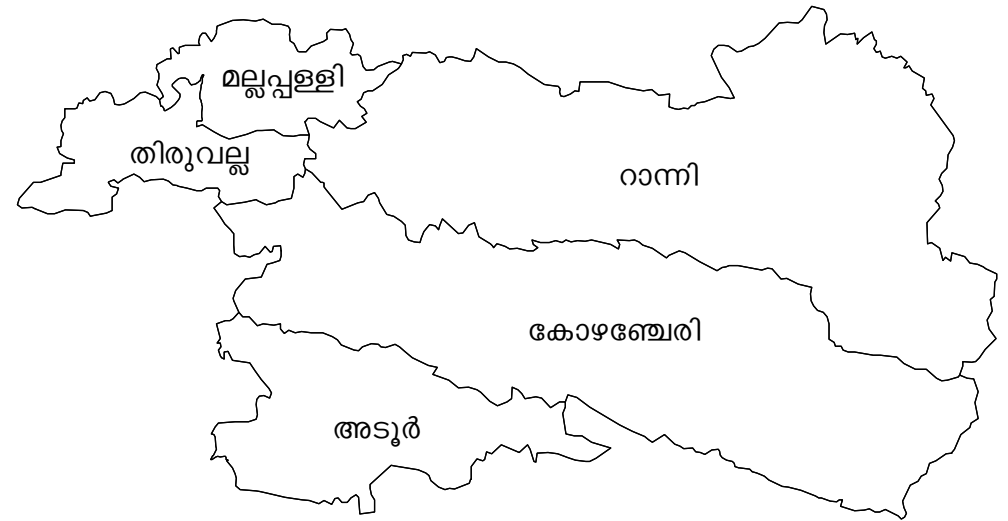 മല്ലപ്പള്ളി
തിരുവല്ല
റാന്നി
കോഴഞ്ചേരി
അടൂർ